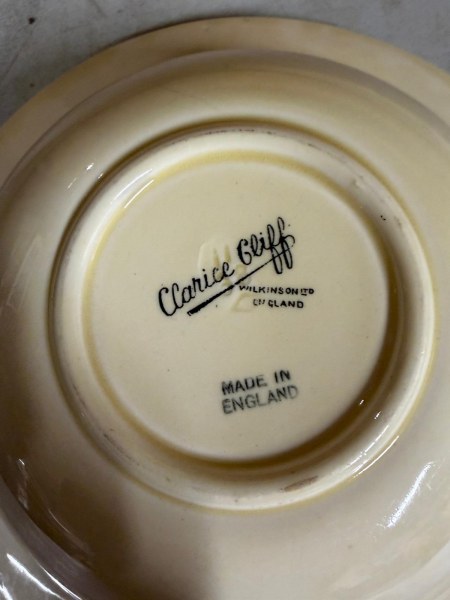 Clarice Cliff
WILKINSON LTD
ENGLAND
MADE IN
ENGLAND